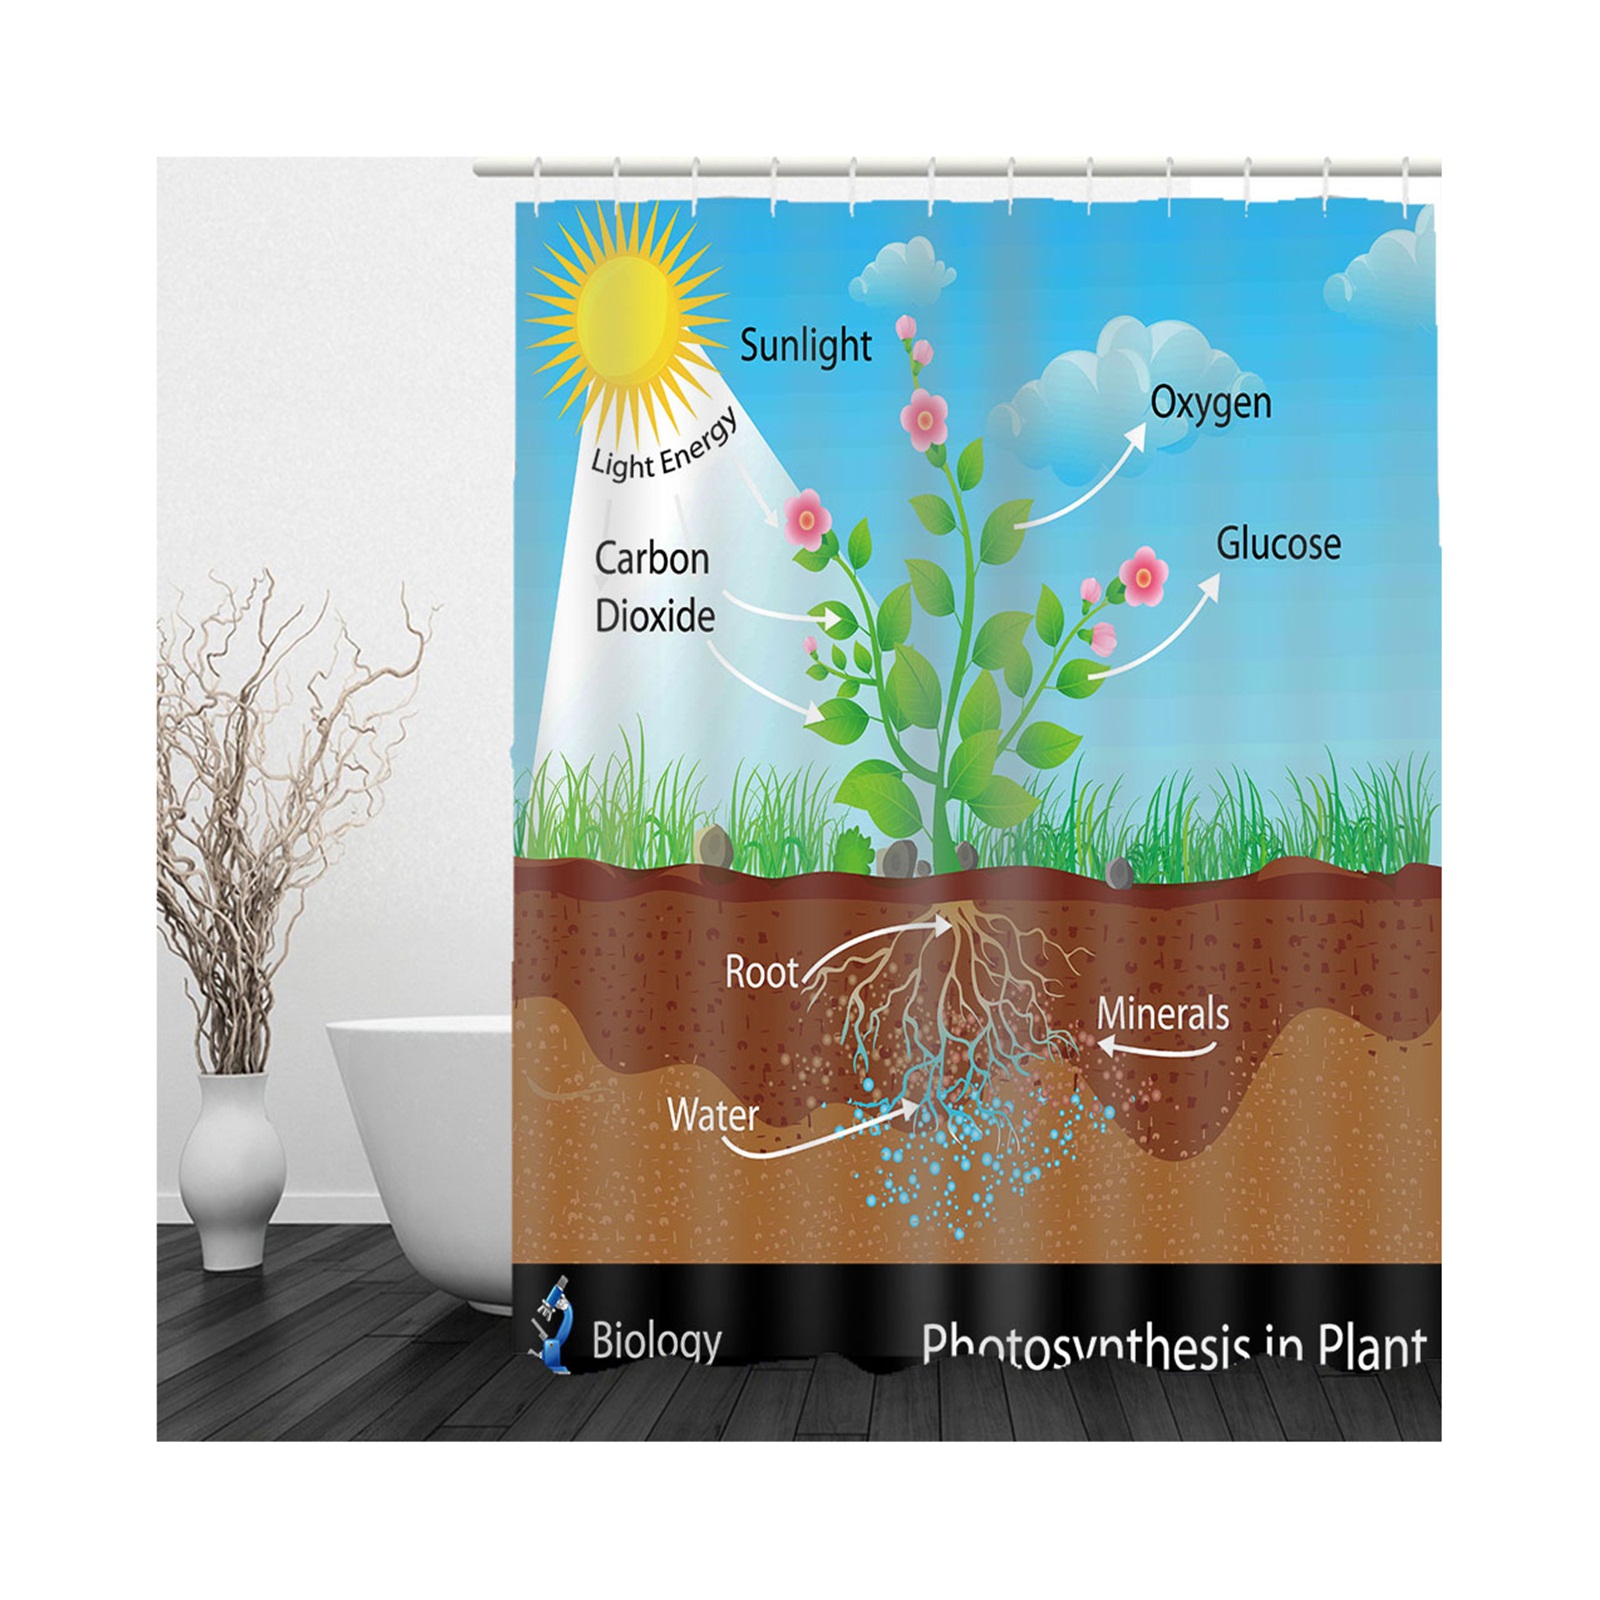 Sunlight
Oxygen
Light Energy
Glucose
Carbon
Dioxide
Root
Minerals
Water
Biology
Photosynthesis in Plant